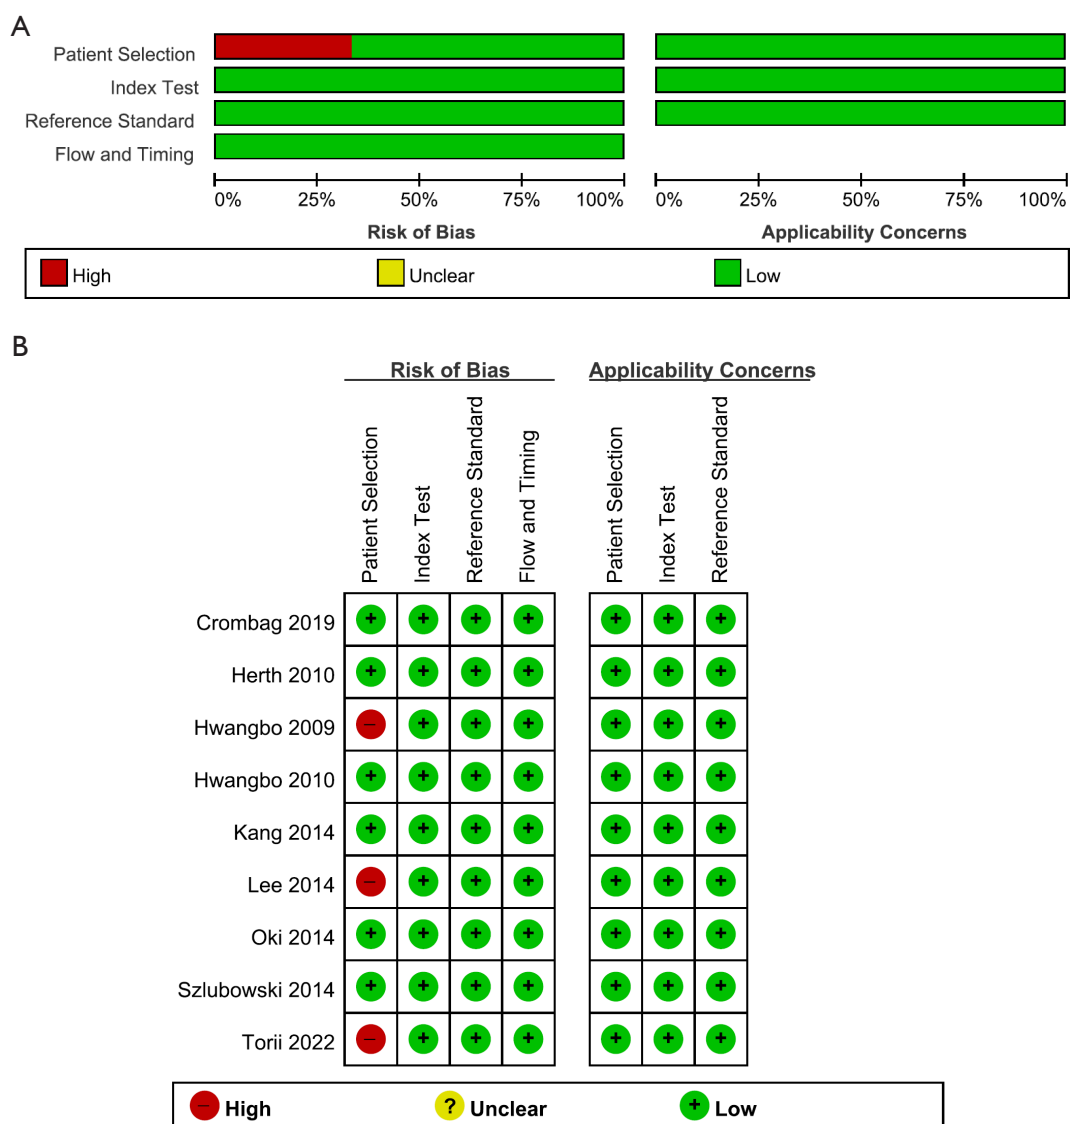 A
Patient Selection
Index Test
Reference Standard
Flow and Timing
0% 25% 50% 75% 100% 0% 25% 50% 75% 100%
Risk of Bias Applicability Concerns
High Unclear Low
B
Risk of Bias Applicability Concerns
Patient Selection
Index Test
Reference Standard
Flow and Timing
Patient Selection
Index Test
Reference Standard
Crombag 2019 + + + + + + +
Herth 2010 + + + + + + +
Hwangbo 2009 – + + + + + +
Hwangbo 2010 + + + + + + +
Kang 2014 + + + + + + +
Lee 2014 – + + + + + +
Oki 2014 + + + + + + +
Szlubowski 2014 + + + + + + +
Torii 2022 – + + + + + +
– High ? Unclear + Low